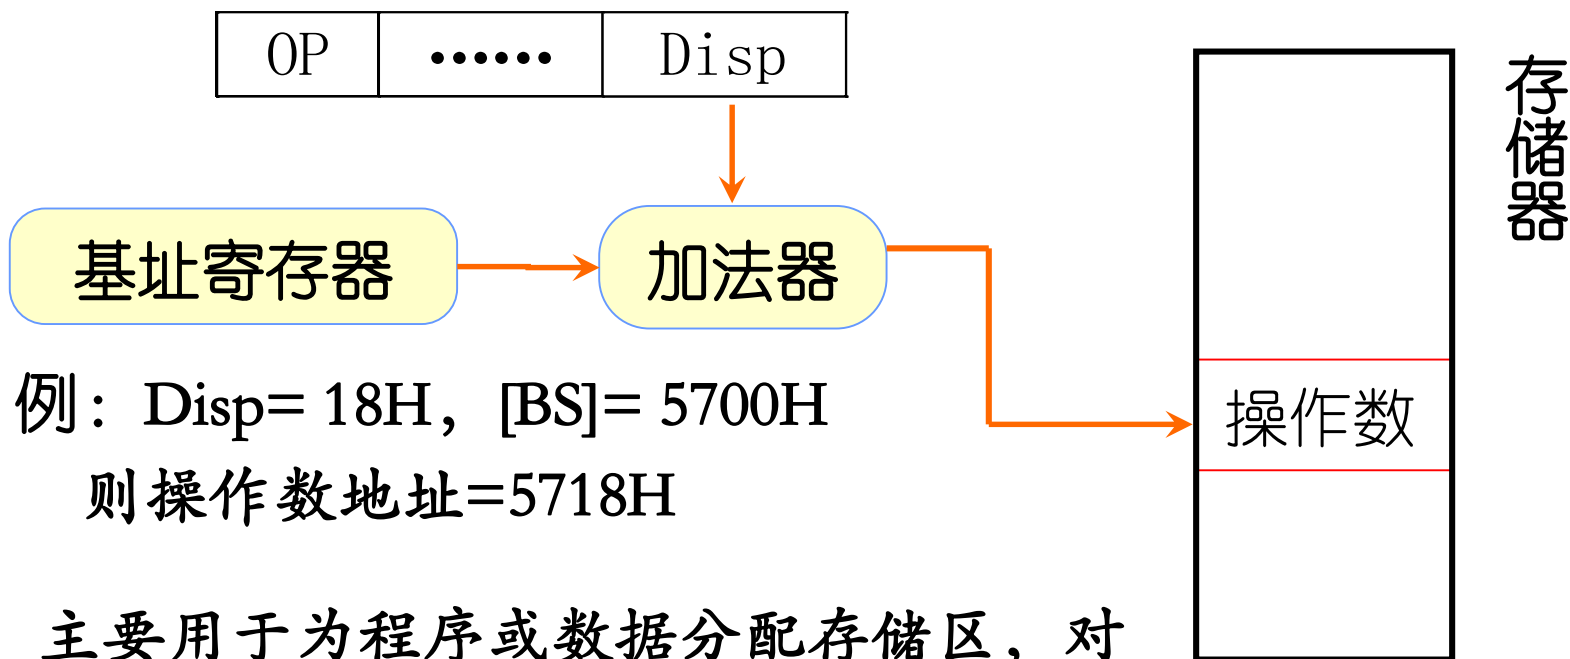 OP ······ Disp
存储器
基址寄存器
加法器
例：Disp= 18H，[BS]= 5700H
操作数
则操作数地址=5718H
主要用于为程序或数据分配存储区，对